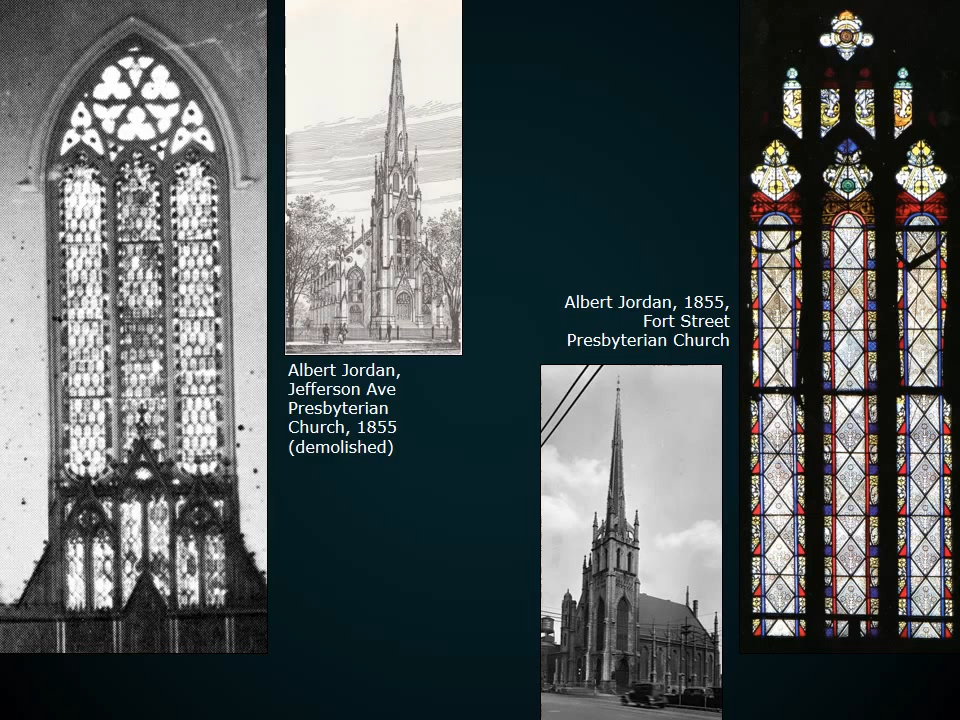 Albert Jordan,
Jefferson Ave
Presbyterian
Church, 1855
(demolished)
Albert Jordan, 1855,
Fort Street
Presbyterian Church